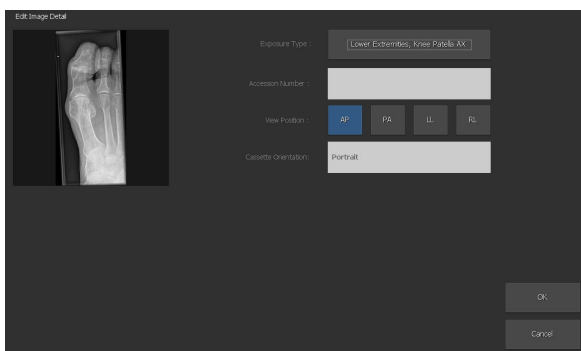 Edit Image Detail
Exposure Type :
Lower Extremities, Knee Patella AX
Accession Number :
View Position :
AP
PA
LL
RL
Cassette Orientation:
Portrait
OK
Cancel